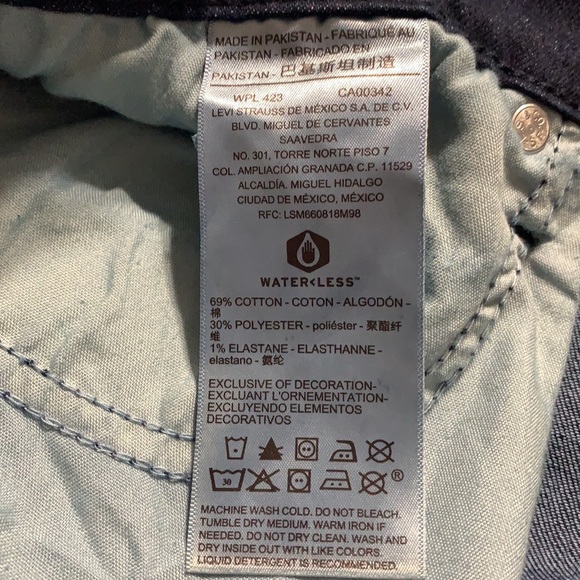 MADE IN PAKISTAN - FABRIQUÉ AU
PAKISTAN - FABRICADO EN
PAKISTAN - 巴基斯坦制造
WPL 423 CA00342
LEVI STRAUSS DE MÉXICO S.A. DE C.V.
BLVD. MIGUEL DE CERVANTES
SAAVEDRA
NO. 301, TORRE NORTE PISO 7
COL. AMPLIACIÓN GRANADA C.P. 11529
ALCALDÍA. MIGUEL HIDALGO
CIUDAD DE MÉXICO, MÉXICO
RFC: LSM660818M98
WATER<LESS™
69% COTTON - COTON - ALGODÓN -
棉
30% POLYESTER - poliéster - 聚酯纤
维
1% ELASTANE - ELASTHANNE -
elastano - 氨纶
EXCLUSIVE OF DECORATION-
EXCLUANT L'ORNEMENTATION-
EXCLUYENDO ELEMENTOS
DECORATIVOS
30 ®
MACHINE WASH COLD. DO NOT BLEACH.
TUMBLE DRY MEDIUM. WARM IRON IF
NEEDED. DO NOT DRY CLEAN. WASH AND
DRY INSIDE OUT WITH LIKE COLORS.
LIQUID DETERGENT IS RECOMMENDED.